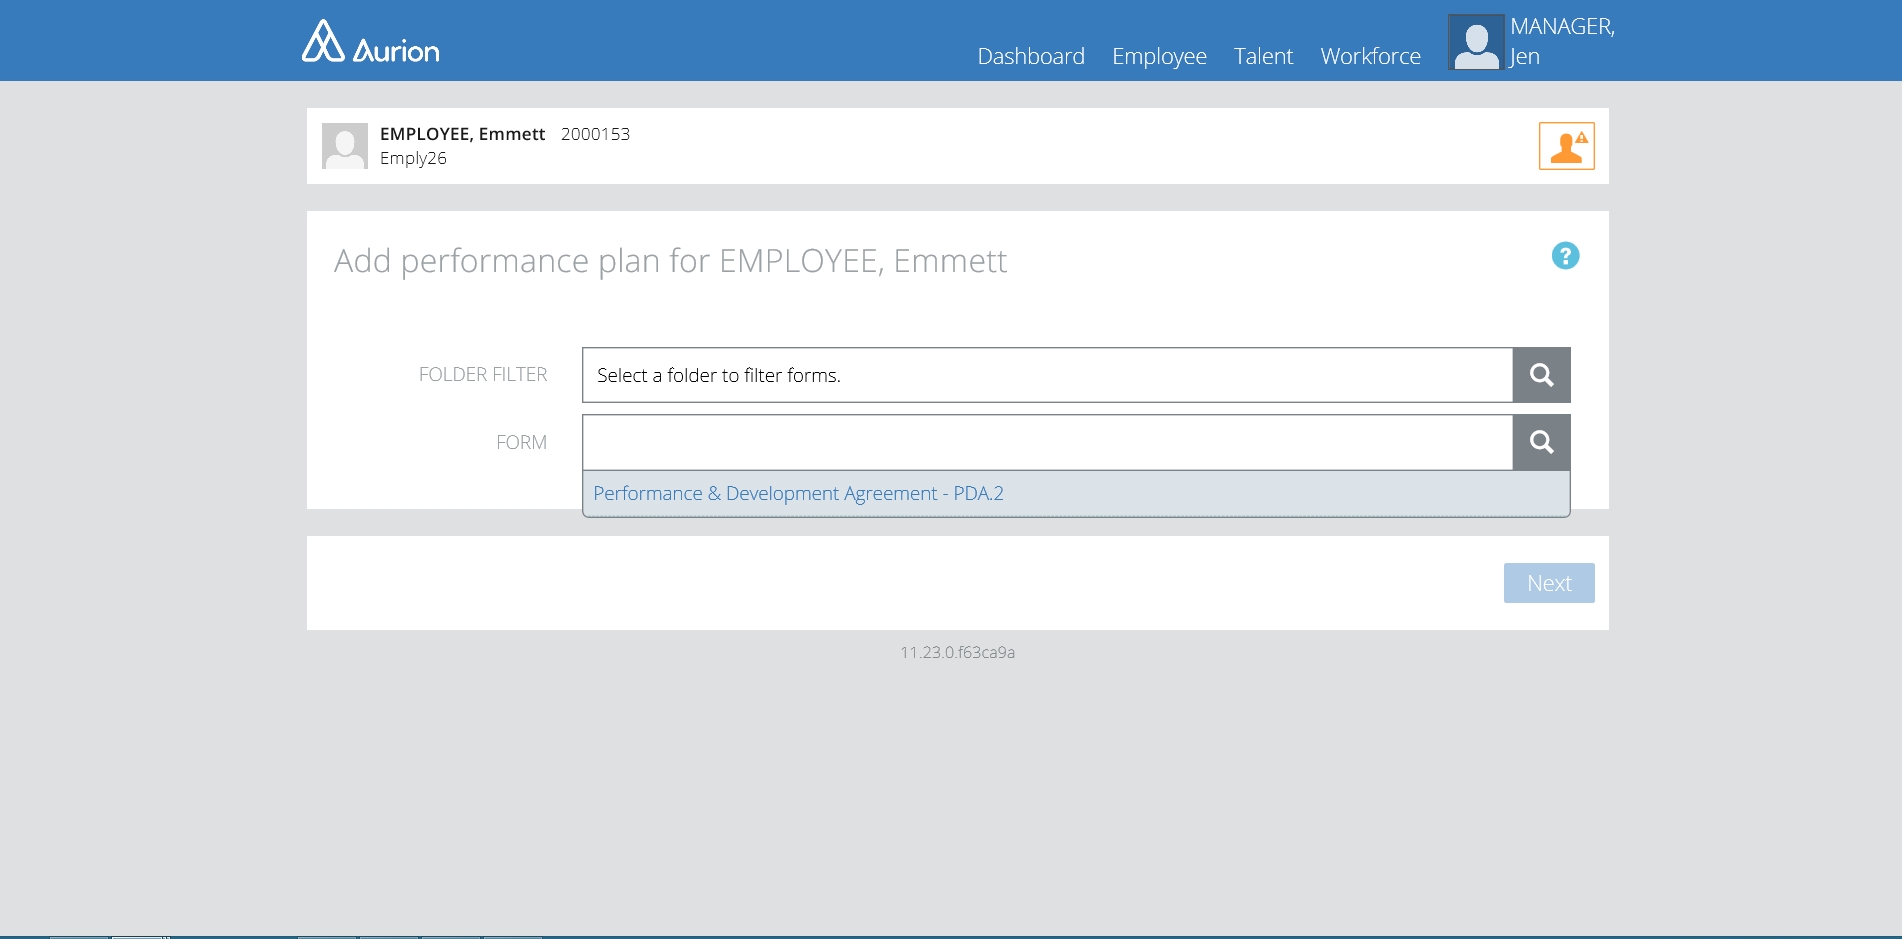 Aurion
Dashboard Employee Talent Workforce
MANAGER,
Jen
EMPLOYEE, Emmett 2000153
Emply26
Add performance plan for EMPLOYEE, Emmett
?
FOLDER FILTER Select a folder to filter forms.
FORM
Performance & Development Agreement - PDA.2
Next
11.23.0.f63ca9a